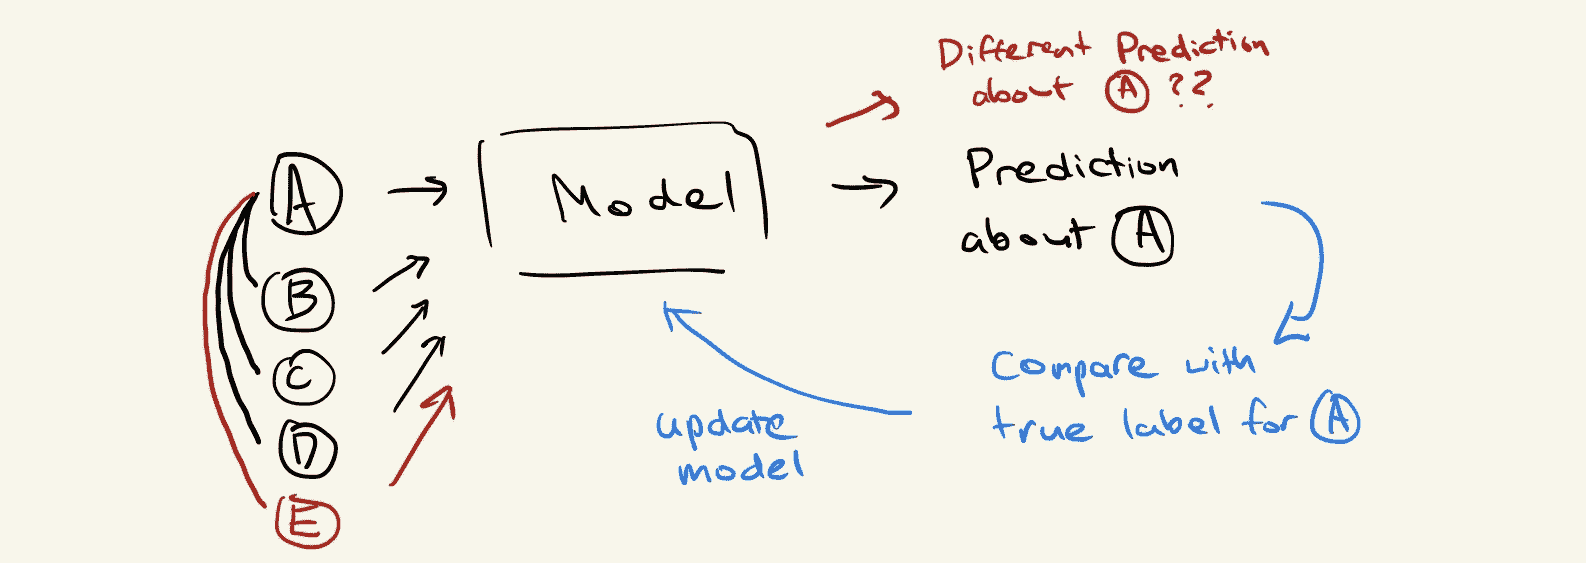 Different Prediction
about A ??
A
Model
Prediction
about A
B
C
D
E
Compare with
true label for A
update
model